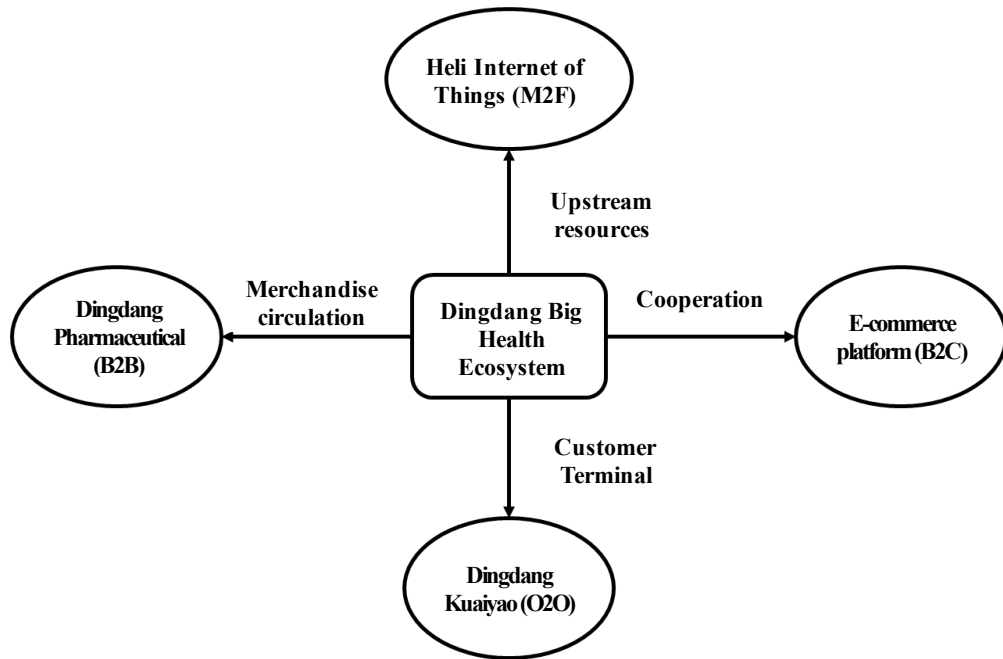 Heli Internet of
Things (M2F)
Upstream
resources
Merchandise
circulation
Cooperation
Dingdang
Pharmaceutical
(B2B)
Dingdang Big
Health
Ecosystem
E-commerce
platform (B2C)
Customer
Terminal
Dingdang
Kuaiyao (O2O)